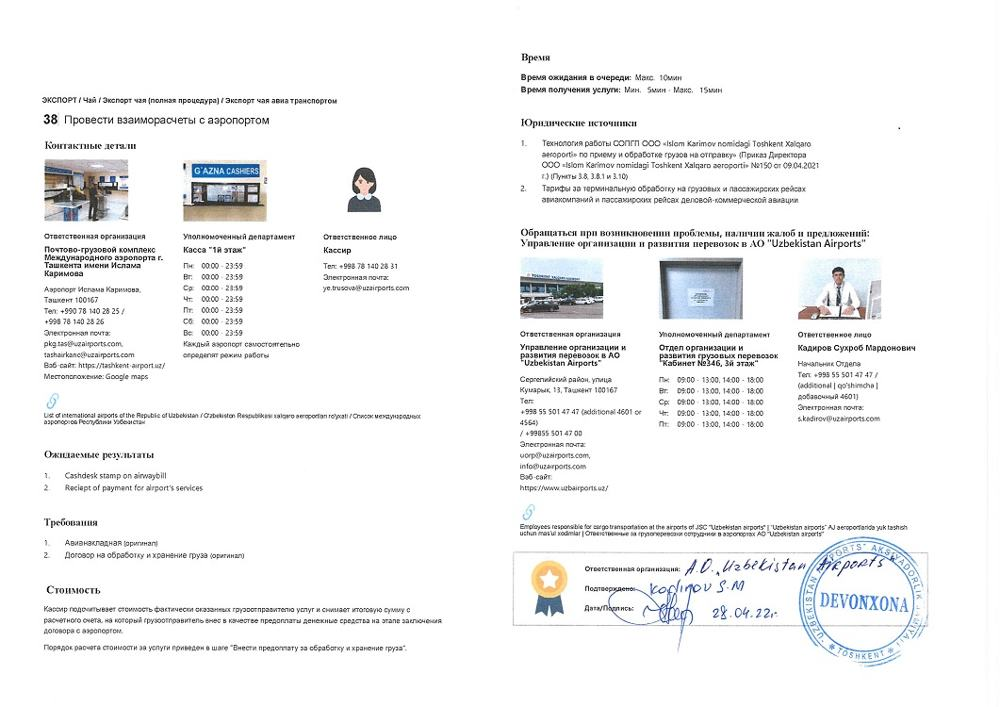 ЭКСПОРТ / Чай / Экспорт чая (полная процедура) / Экспорт чая авиа транспортом
38 Провести взаиморасчеты с аэропортом
Контактные детали
G'AZNA CASHIERS
Ответственная организация
Почтово-грузовой комплекс
Международного аэропорта г.
Ташкента имени Ислама
Каримова
Аэропорт Ислама Каримова,
Ташкент 100167
Тел: +990 78 140 28 25 /
+998 78 140 28 26
Электронная почта:
pkg.tas@uzairports.com,
tashairkanc@uzairports.com
Вэб-сайт: https://tashkent-airport.uz/
Местоположение: Google maps
Уполномоченный департамент
Касса "1й этаж"
Пн: 00:00 - 23:59
Вт: 00:00 - 23:59
Ср: 00:00 - 23:59
Чт: 00:00 - 23:59
Пт: 00:00 - 23:59
Сб: 00:00 - 23:59
Вс: 00:00 - 23:59
Каждый аэропорт самостоятельно
определят режим работы
Ответственное лицо
Кассир
Тел: +998 78 140 28 31
Электронная почта:
ye.trusova@uzairports.com
List of international airports of the Republic of Uzbekistan / O'zbekiston Respublikasi xalqaro aeroportlari ro'yxati / Список международных
аэропортов Республики Узбекистан
Ожидаемые результаты
1. Cashdesk stamp on airwaybill
2. Reciept of payment for airport's services
Требования
1. Авианакладная (оригинал)
2. Договор на обработку и хранение груза (оригинал)
Стоимость
Кассир подсчитывает стоимость фактически оказанных грузоотправителю услуг и снимает итоговую сумму с
расчетного счета, на который грузоотправитель внес в качестве предоплаты денежные средства на этапе заключения
договора с аэропортом.
Порядок расчета стоимости за услуги приведен в шаге "Внести предоплату за обработку и хранение груза".
Время
Время ожидания в очереди: Макс. 10мин
Время получения услуги: Мин. 5мин - Макс. 15мин
Юридические источники
1. Технология работы СОПГП ООО «Islom Karimov nomidagi Toshkent Xalqaro
aeroporti» по приему и обработке грузов на отправку» (Приказ Директора
ООО «Islom Karimov nomidagi Toshkent Xalqaro aeroporti» №150 от 09.04.2021
г.) (Пункты 3.8, 3.8.1 и 3.10)
2. Тарифы за терминальную обработку на грузовых и пассажирских рейсах
авиакомпаний и пассажирских рейсах деловой-коммерческой авиации
Обращаться при возникновении проблемы, наличии жалоб и предложений:
Управление организации и развития перевозок в АО "Uzbekistan Airports"
Ответственная организация
Управление организации и
развития перевозок в АО
"Uzbekistan Airports"
Сергелийский район, улица
Кумарык, 13, Ташкент 100167
Тел:
+998 55 501 47 47 (additional 4601 or
4564)
/ +99855 501 47 00
Электронная почта:
uorp@uzairports.com,
info@uzairports.com
Вэб-сайт:
https://www.uzbairports.uz/
Уполномоченный департамент
Отдел организации и
развития грузовых перевозок
"Кабинет №346, 3й этаж"
Пн: 09:00 - 13:00, 14:00 - 18:00
Вт: 09:00 - 13:00, 14:00 - 18:00
Ср: 09:00 - 13:00, 14:00 - 18:00
Чт: 09:00 - 13:00, 14:00 - 18:00
Пт: 09:00 - 13:00, 14:00 - 18:00
Ответственное лицо
Кадиров Сухроб Мардонович
Начальник Отдела
Тел: +998 55 501 47 47 /
(additional | qo'shimcha |
добавочный 4601)
Электронная почта:
s.kadirov@uzairports.com
Employees responsible for cargo transportation at the airports of JSC "Uzbekistan airports" | "Uzbekistan airports" AJ aeroportlarida yuk tashish
uchun mas'ul xodimlar | Ответственные за грузоперевозки сотрудники в аэропортах АО "Uzbekistan airports"
Ответственная организация: А.О. „Uzbekistan Airports"
Подтверждено: Kodirov S.M
Дата/Подпись: 28.04.22г.
DEVONXONA
TOSHKENT